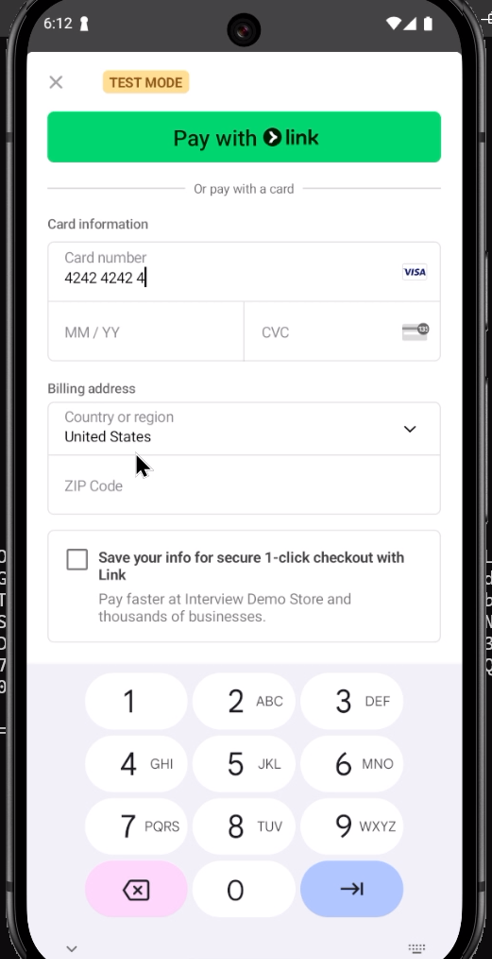 6:12
TEST MODE
Pay with link
Or pay with a card
Card information
Card number
4242 4242 4
VISA
MM / YY
CVC
Billing address
Country or region
United States
ZIP Code
Save your info for secure 1-click checkout with
Link
Pay faster at Interview Demo Store and
thousands of businesses.
1
2 ABC
3 DEF
4 GHI
5 JKL
6 MNO
7 PQRS
8 TUV
9 WXYZ
0